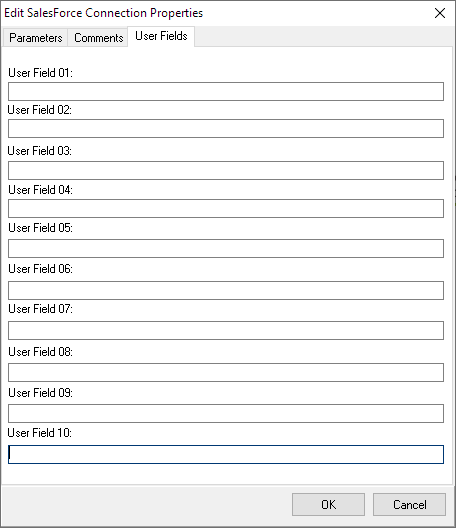 Edit SalesForce Connection Properties
Parameters Comments User Fields
User Field 01:
User Field 02:
User Field 03:
User Field 04:
User Field 05:
User Field 06:
User Field 07:
User Field 08:
User Field 09:
User Field 10:
OK Cancel